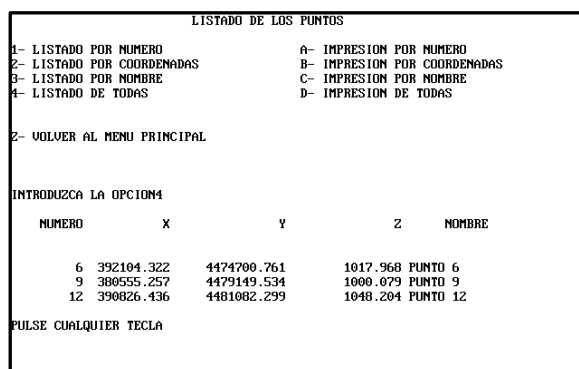 LISTADO DE LOS PUNTOS
1- LISTADO POR NUMERO A- IMPRESION POR NUMERO
2- LISTADO POR COORDENADAS B- IMPRESION POR COORDENADAS
3- LISTADO POR NOMBRE C- IMPRESION POR NOMBRE
4- LISTADO DE TODAS D- IMPRESION DE TODAS
Z- VOLVER AL MENU PRINCIPAL
INTRODUZCA LA OPCION4
NUMERO X Y Z NOMBRE
6 392104.322 4474700.761 1017.968 PUNTO 6
9 380555.257 4479149.534 1000.079 PUNTO 9
12 390826.436 4481082.299 1048.204 PUNTO 12
PULSE CUALQUIER TECLA